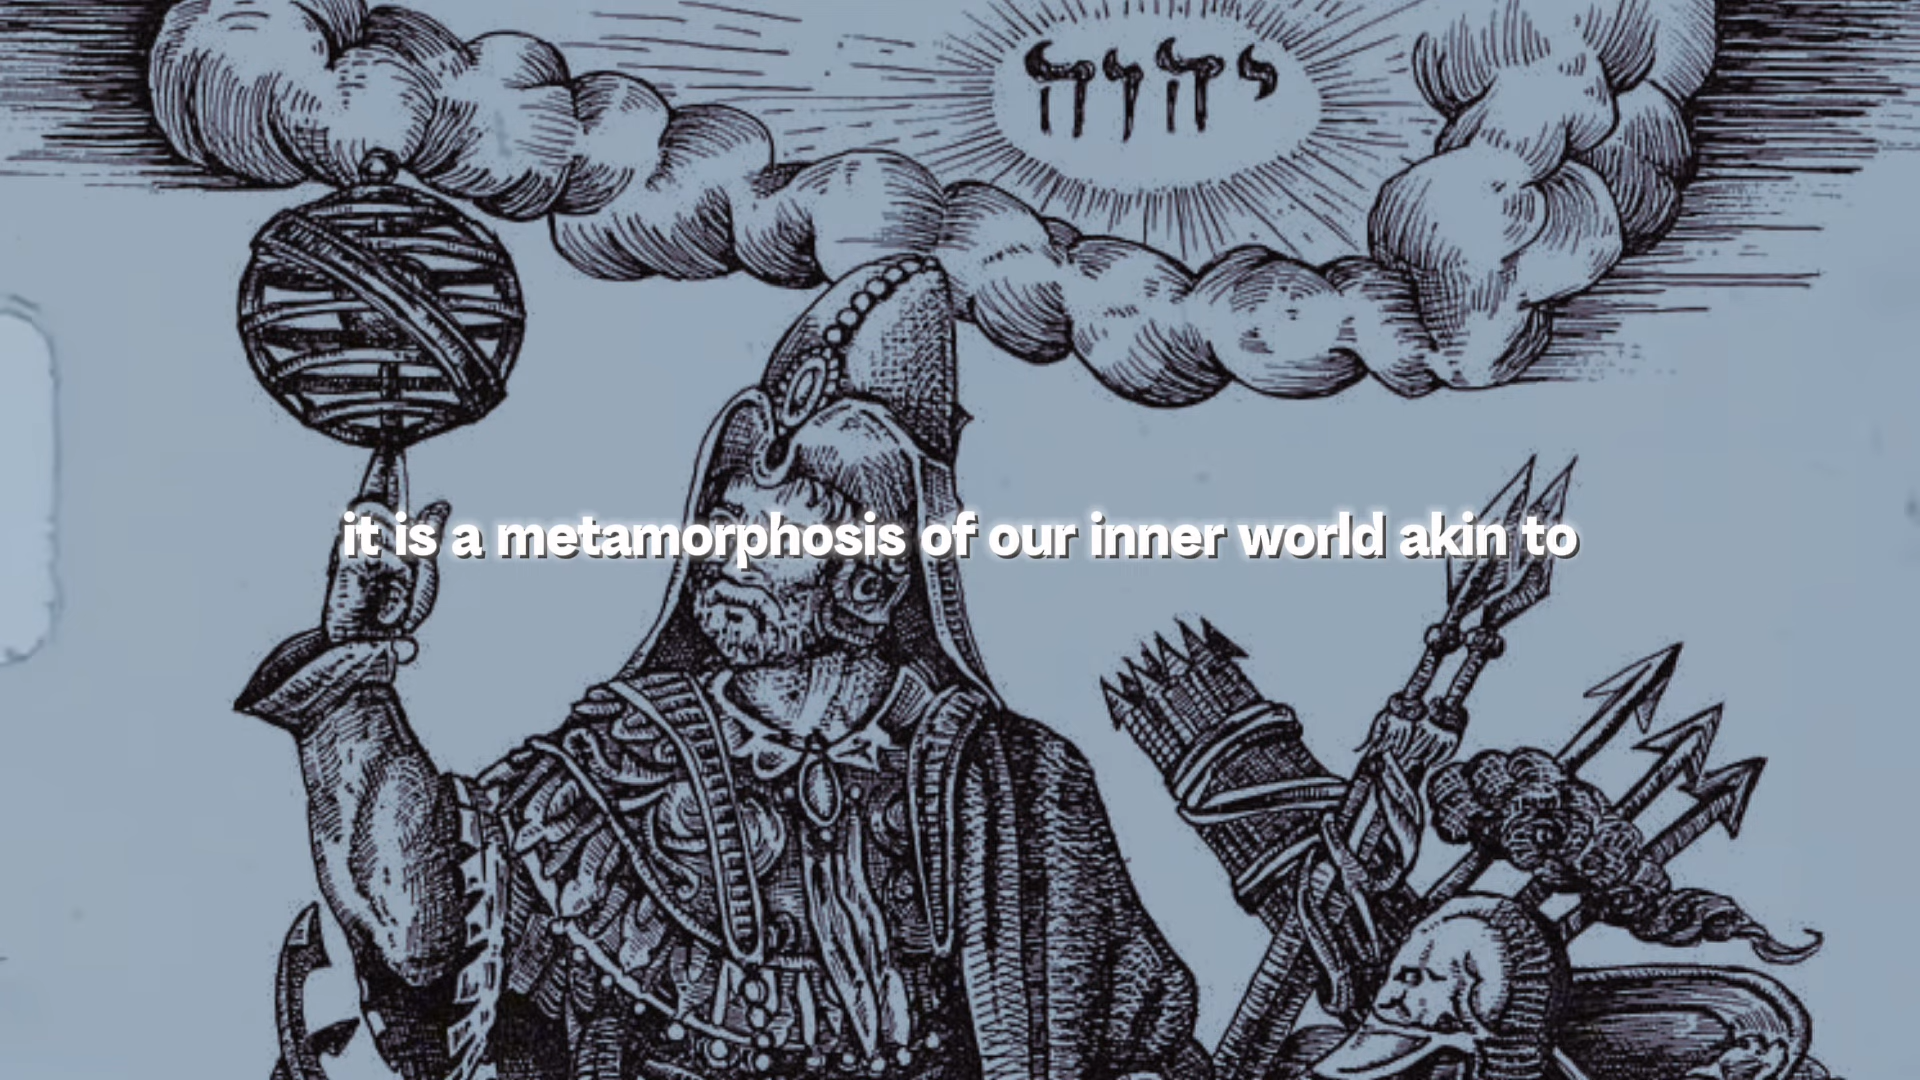 יהוה
it is a metamorphosis of our inner world akin to